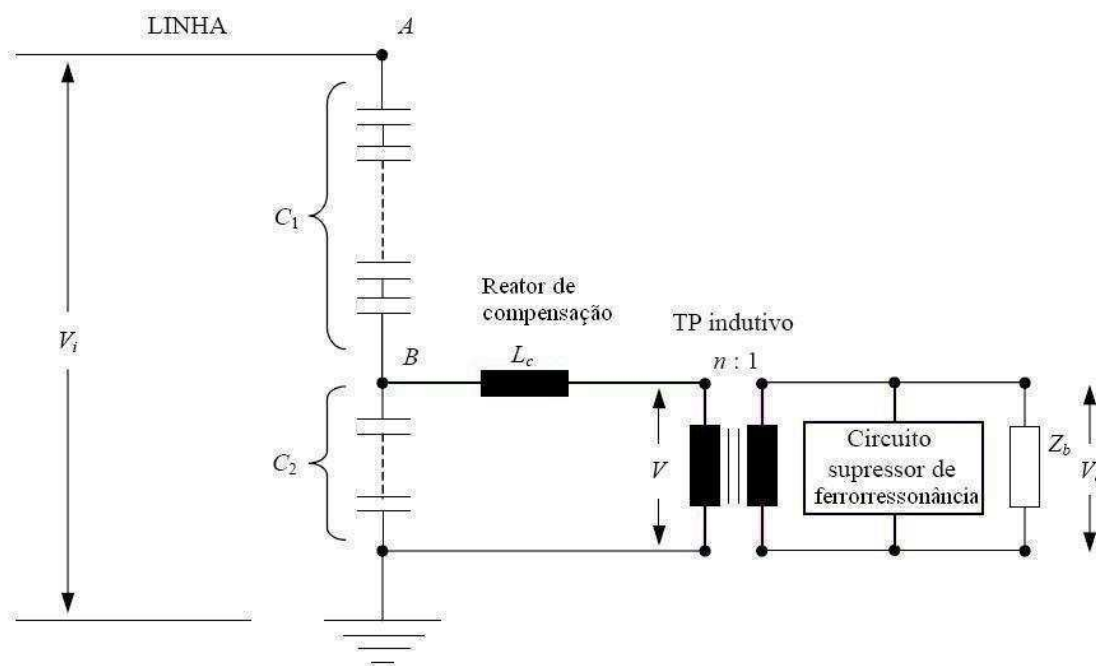 LINHA
A
C1
Vi
Reator de
compensação
Lc
TP indutivo
n : 1
B
C2
V
Circuito
supressor de
ferrorressonância
Zb